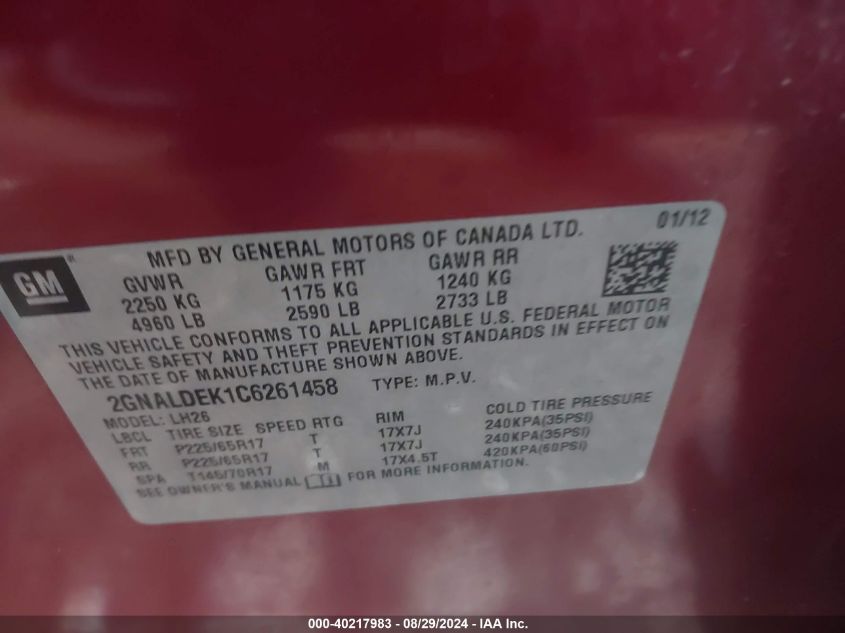 MFD BY GENERAL MOTORS OF CANADA LTD. 01/12
GM
GVWR GAWR FRT GAWR RR
2250 KG 1175 KG 1240 KG
4960 LB 2590 LB 2733 LB
THIS VEHICLE CONFORMS TO ALL APPLICABLE U.S. FEDERAL MOTOR
VEHICLE SAFETY AND THEFT PREVENTION STANDARDS IN EFFECT ON
THE DATE OF MANUFACTURE SHOWN ABOVE.
2GNALDEK1C6261458 TYPE: M.P.V.
MODEL: LH26
LBCL TIRE SIZE SPEED RTG RIM COLD TIRE PRESSURE
FRT P225/65R17 T 17X7J 240KPA(35PSI)
RR P225/65R17 T 17X7J 240KPA(35PSI)
SPA T145/70R17 M 17X4.5T 420KPA(60PSI)
SEE OWNER'S MANUAL FOR MORE INFORMATION
000-40217983 - 08/29/2024 - IAA Inc.